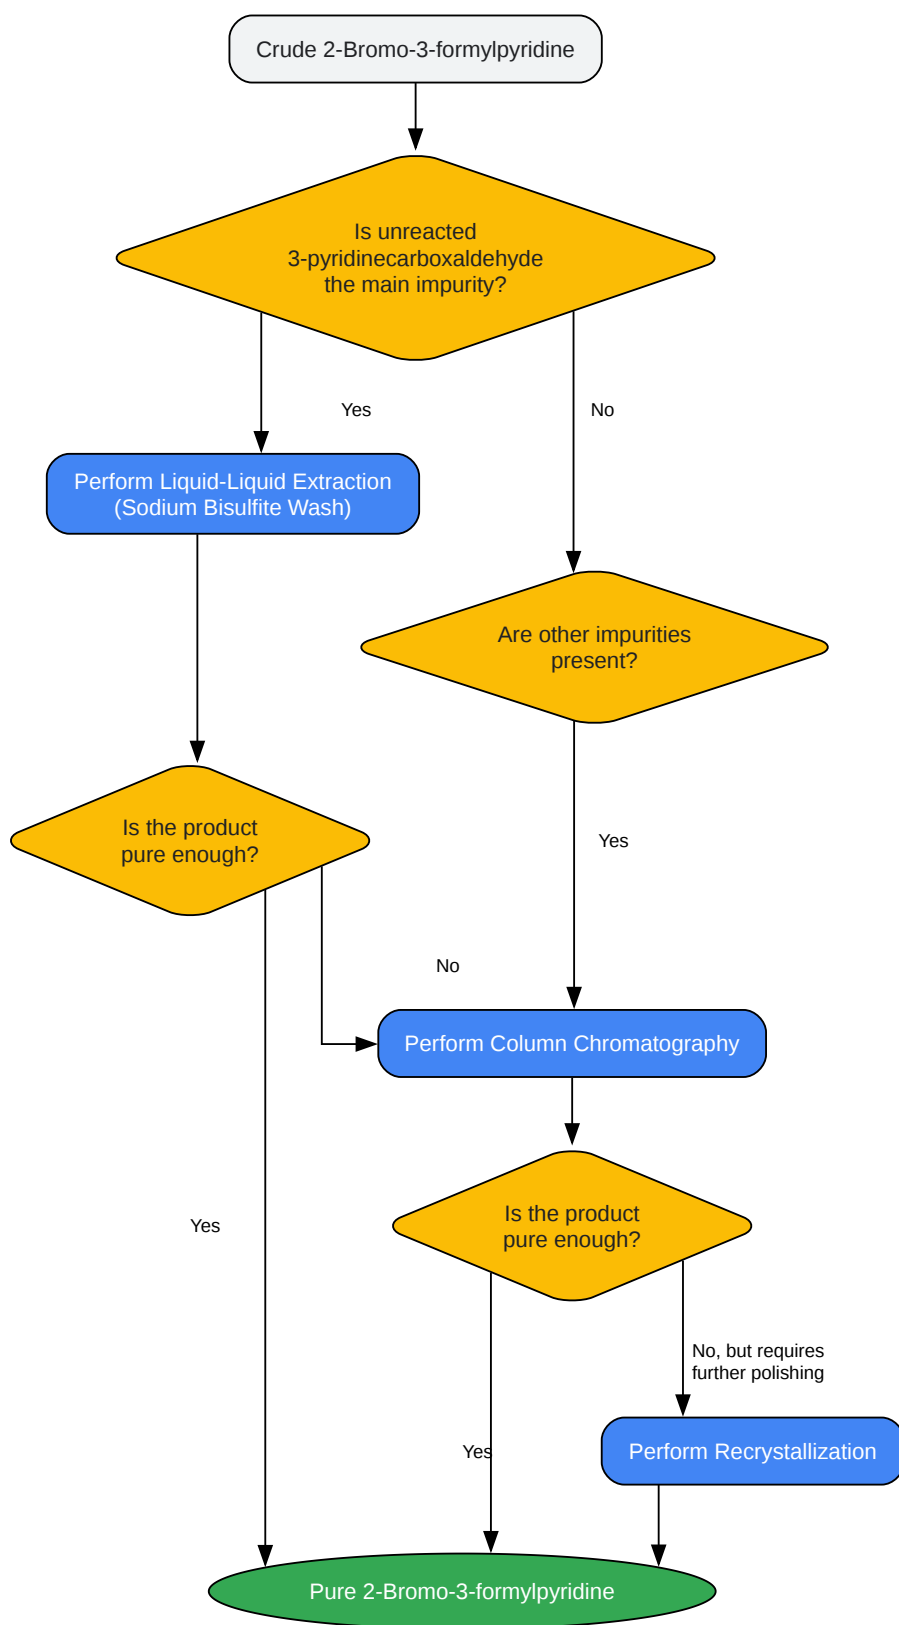 Crude 2-Bromo-3-formylpyridine
Is unreacted
3-pyridinecarboxaldehyde
the main impurity?
Yes
No
Perform Liquid-Liquid Extraction
(Sodium Bisulfite Wash)
Are other impurities
present?
Is the product
pure enough?
Yes
No
Perform Column Chromatography
Is the product
pure enough?
Yes
No, but requires
further polishing
Yes
Perform Recrystallization
Pure 2-Bromo-3-formylpyridine